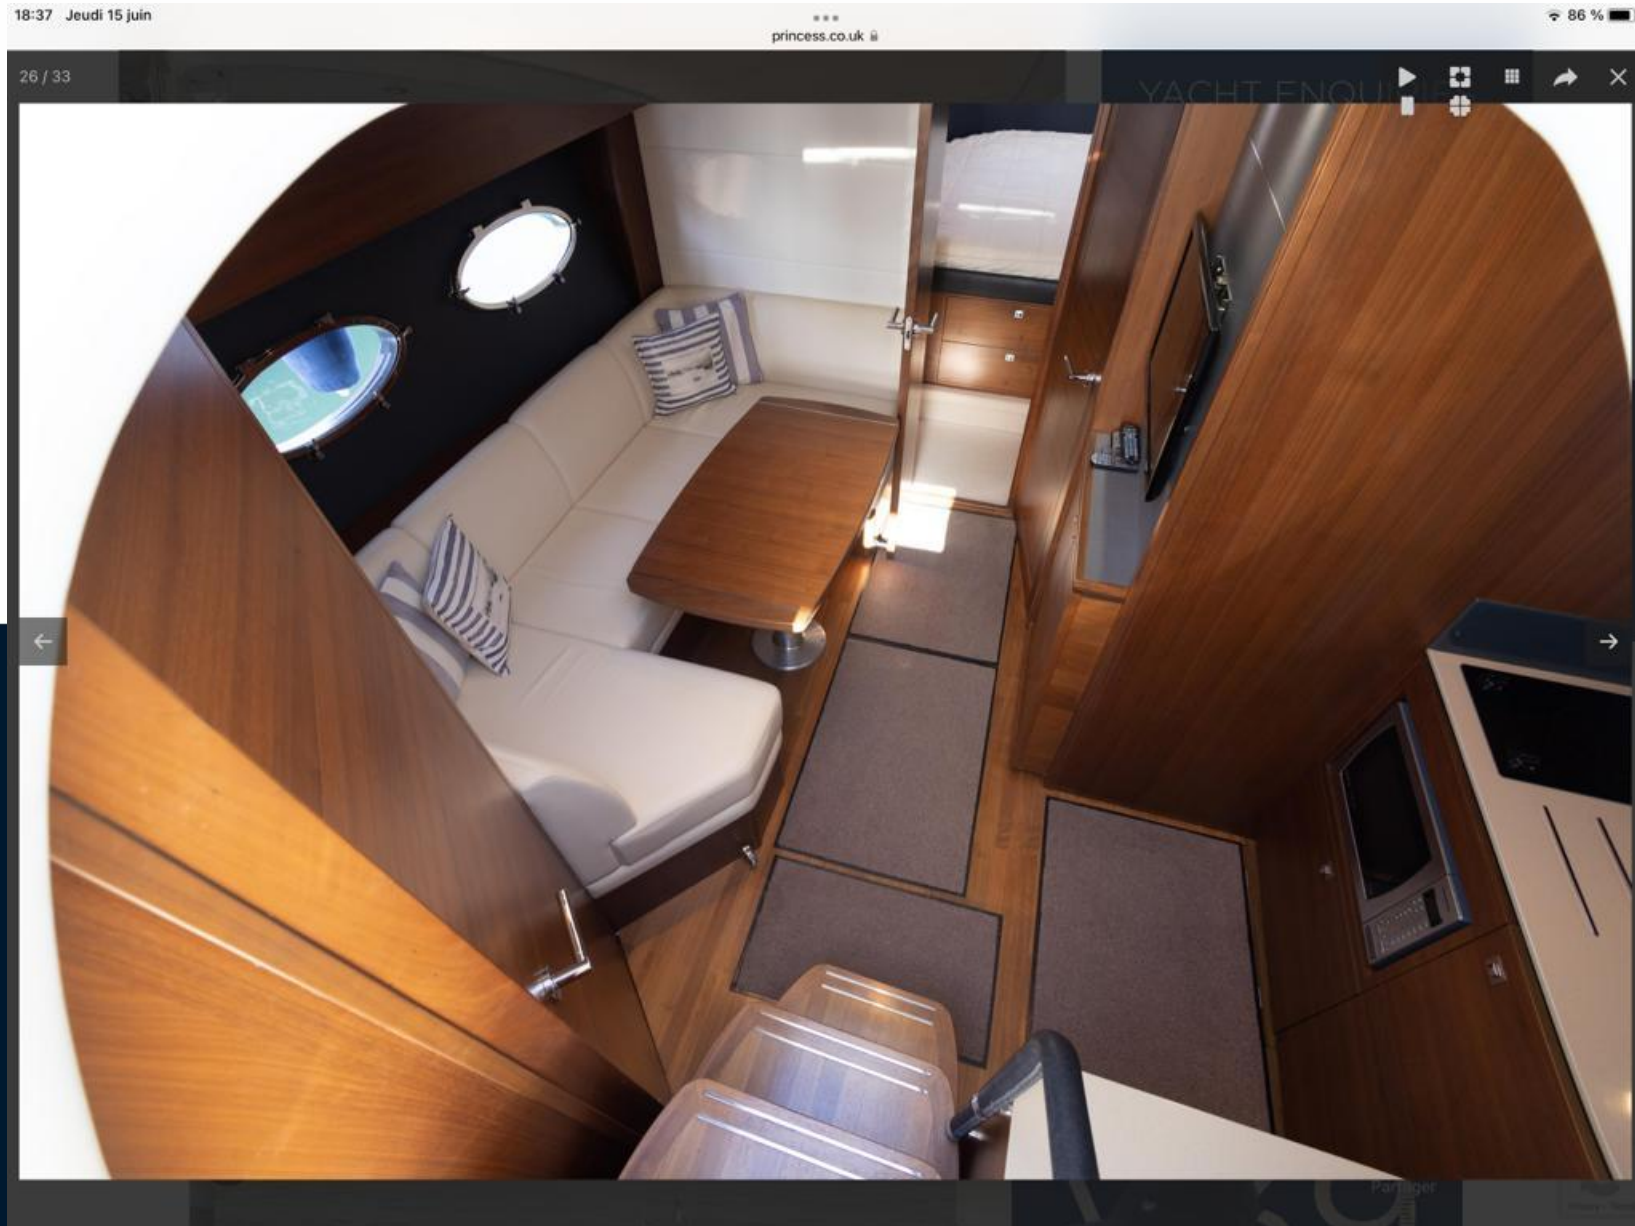 18:37 Jeudi 15 juin
86 %
princess.co.uk
26 / 33
YACHT ENQUI
Partager